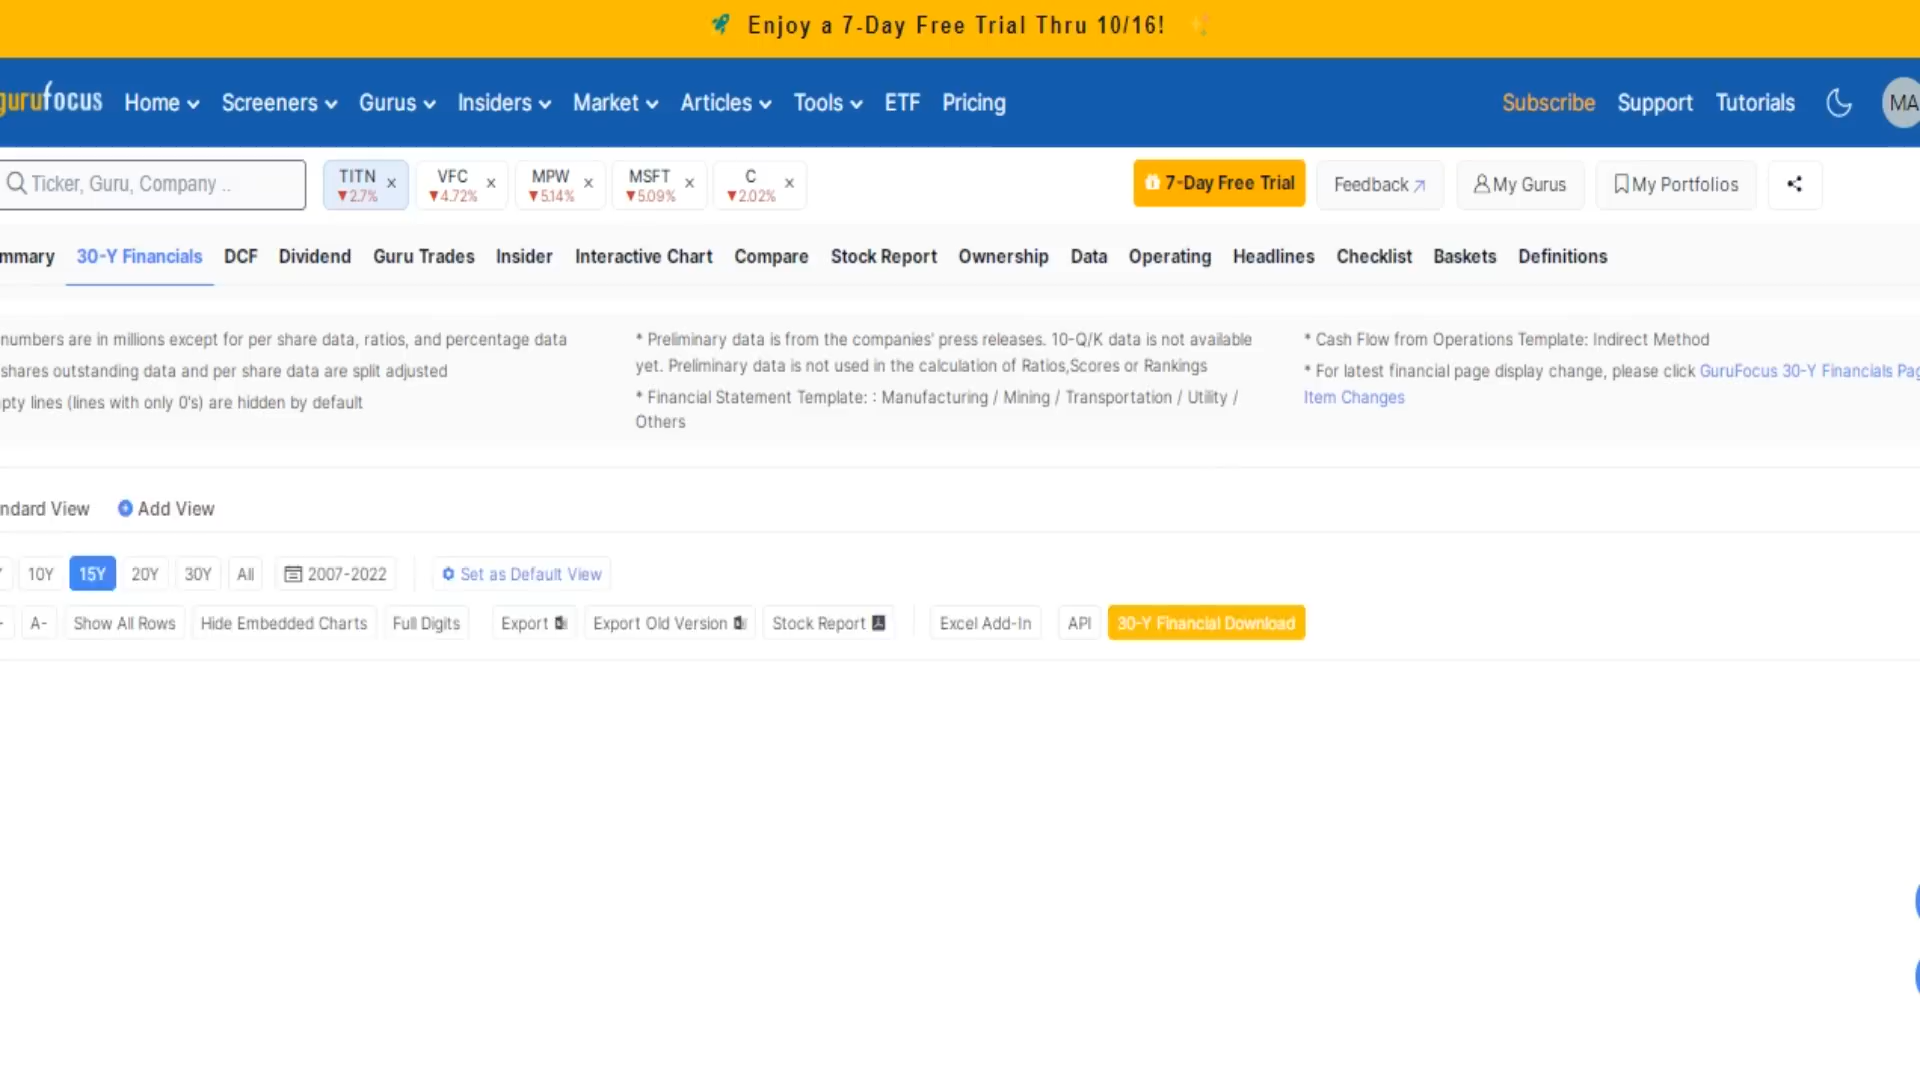 Enjoy a 7-Day Free Trial Thru 10/16!
gurufocus Home Screeners Gurus Insiders Market Articles Tools ETF Pricing Subscribe Support Tutorials MA
Ticker, Guru, Company .. TITN ▼2.7% × VFC ▼4.72% × MPW ▼5.14% × MSFT ▼5.09% × C ▼2.02% × 7-Day Free Trial Feedback My Gurus My Portfolios
mmary 30-Y Financials DCF Dividend Guru Trades Insider Interactive Chart Compare Stock Report Ownership Data Operating Headlines Checklist Baskets Definitions
numbers are in millions except for per share data, ratios, and percentage data
shares outstanding data and per share data are split adjusted
pty lines (lines with only 0's) are hidden by default
* Preliminary data is from the companies' press releases. 10-Q/K data is not available
yet. Preliminary data is not used in the calculation of Ratios,Scores or Rankings
* Financial Statement Template: : Manufacturing / Mining / Transportation / Utility /
Others
* Cash Flow from Operations Template: Indirect Method
* For latest financial page display change, please click GuruFocus 30-Y Financials Pag
Item Changes
ndard View Add View
10Y 15Y 20Y 30Y All 2007-2022 Set as Default View
A- Show All Rows Hide Embedded Charts Full Digits Export Export Old Version Stock Report Excel Add-In API 30-Y Financial Download